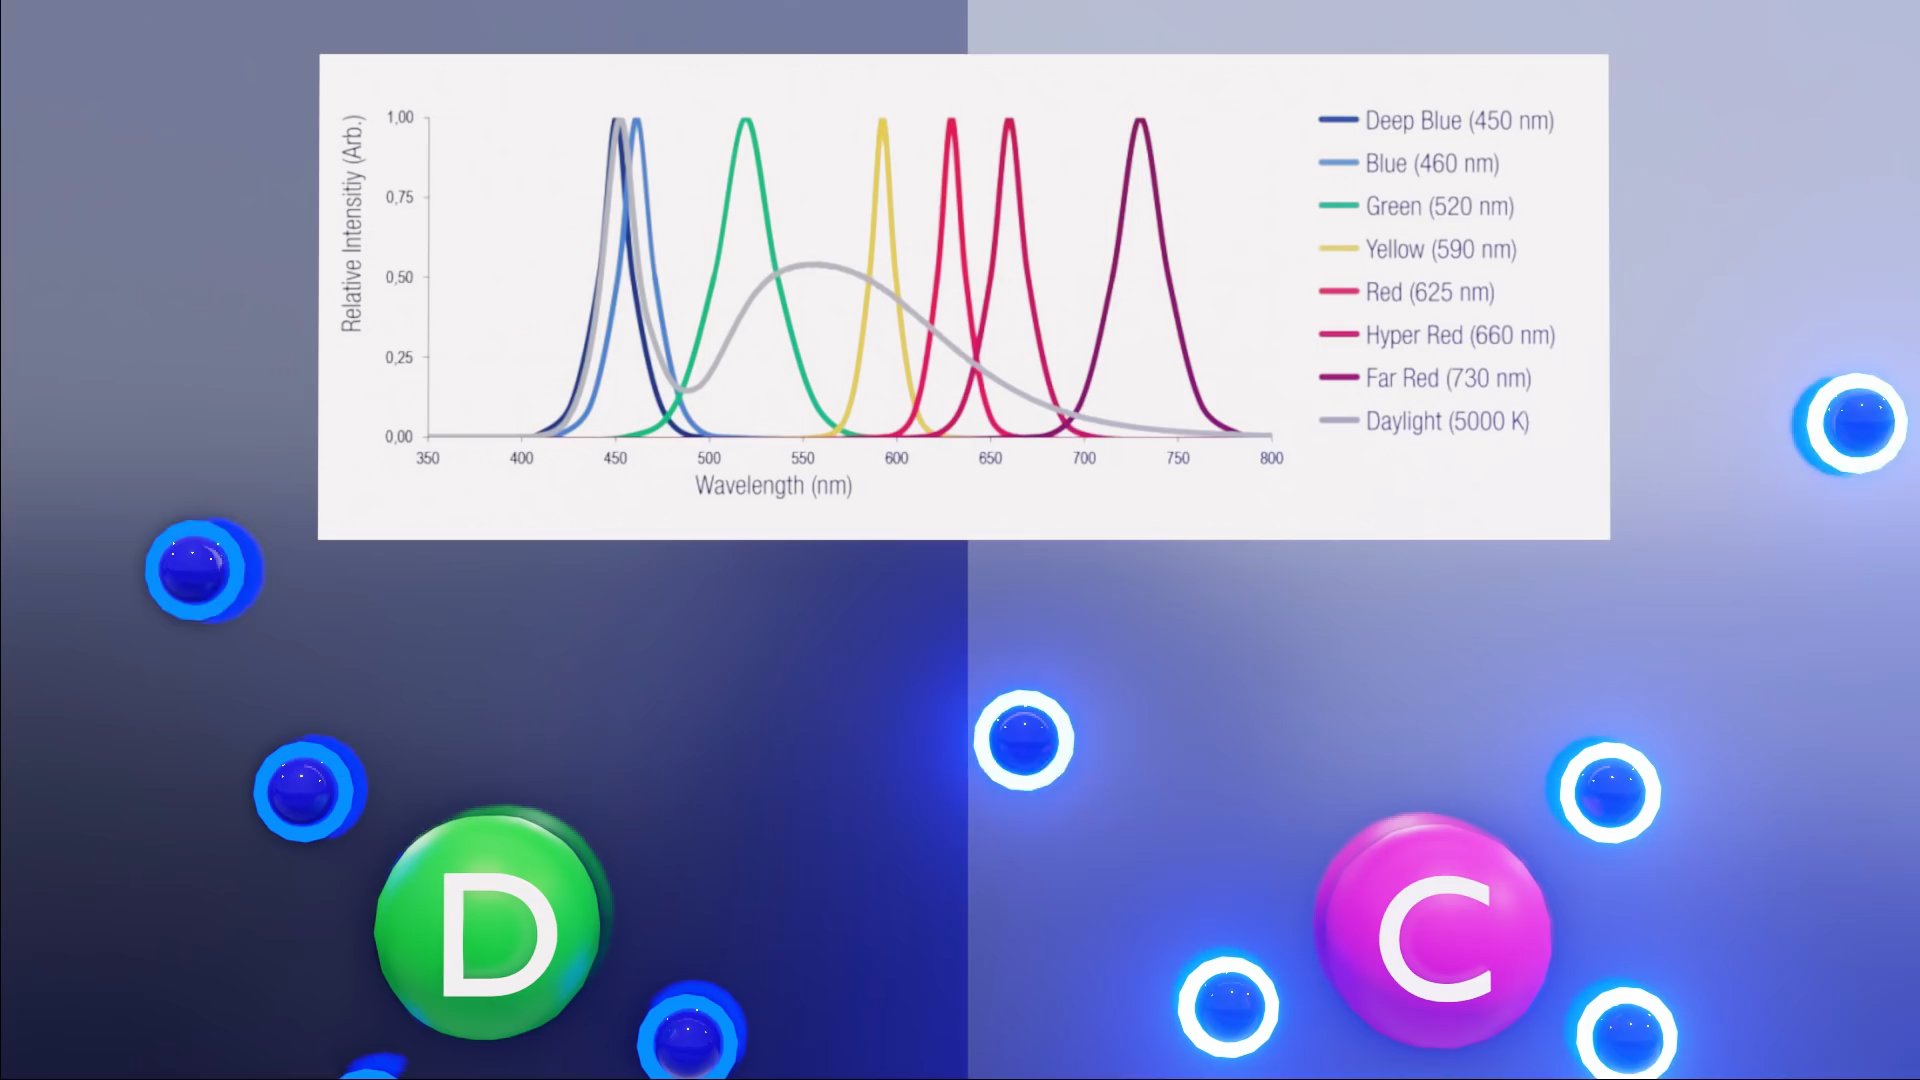 Relative Intensitiy (Arb.)
1,00
0,75
0,50
0,25
0,00
350 400 450 500 550 600 650 700 750 800
Wavelength (nm)
Deep Blue (450 nm)
Blue (460 nm)
Green (520 nm)
Yellow (590 nm)
Red (625 nm)
Hyper Red (660 nm)
Far Red (730 nm)
Daylight (5000 K)
D
C